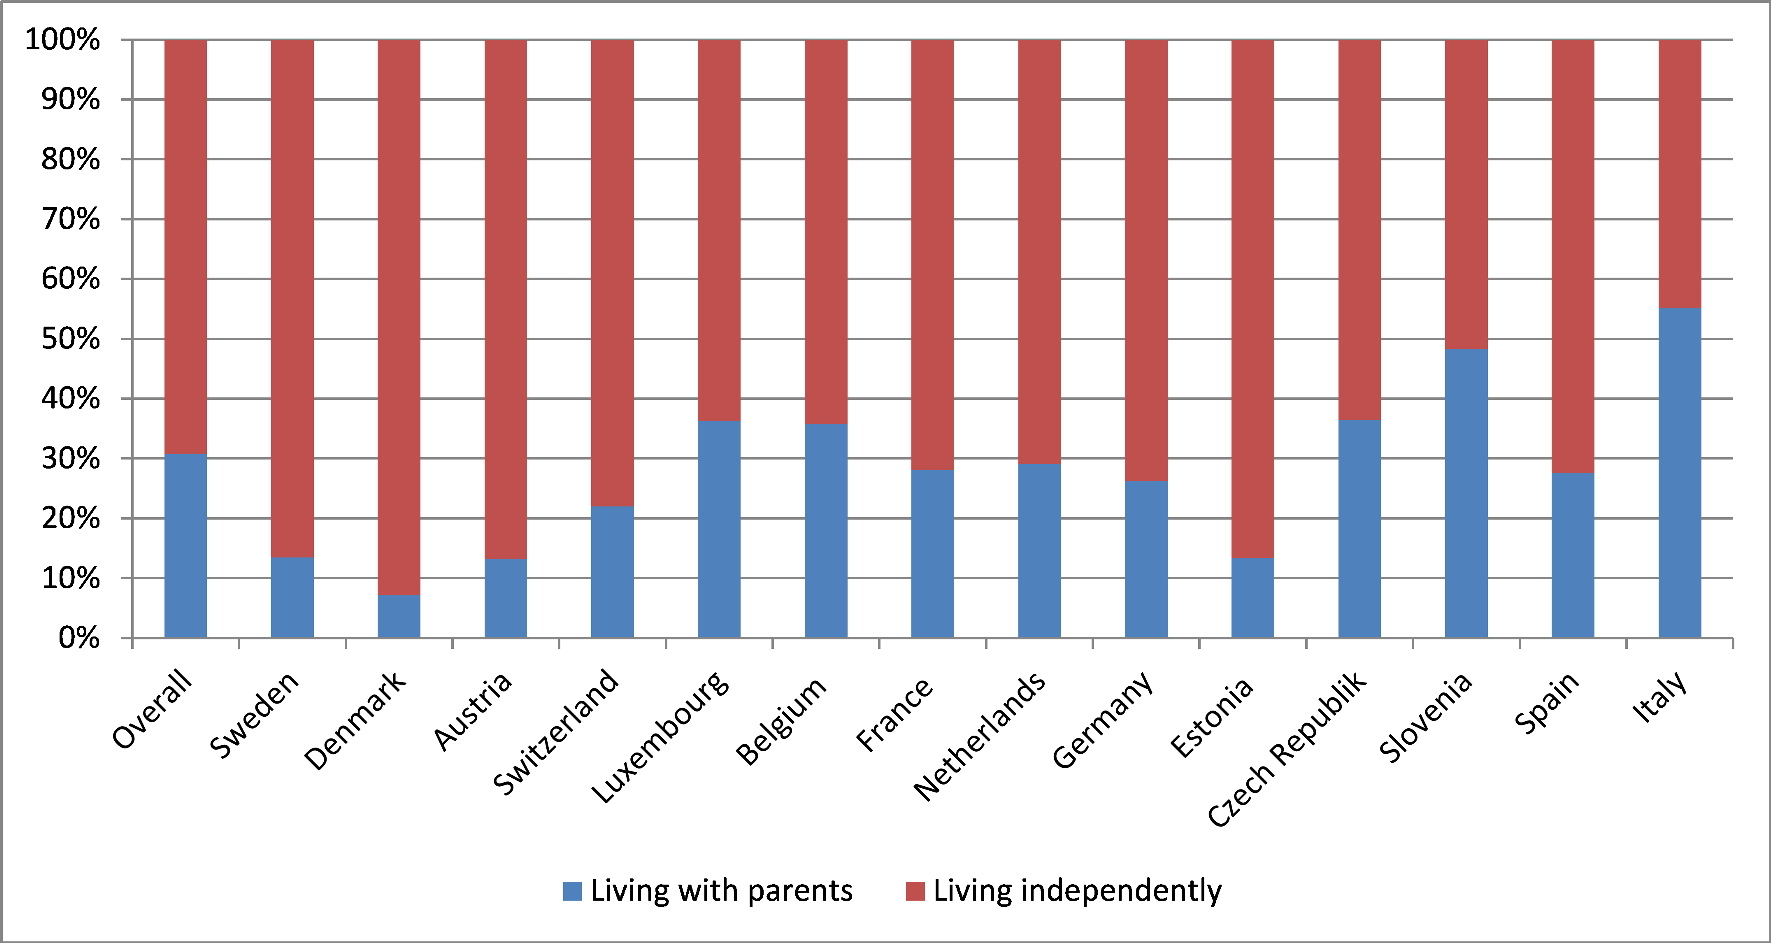 100%
90%
80%
70%
60%
50%
40%
30%
20%
10%
0%
Overall
Sweden
Denmark
Austria
Switzerland
Luxembourg
Belgium
France
Netherlands
Germany
Estonia
Czech Republik
Slovenia
Spain
Italy
Living with parents
Living independently